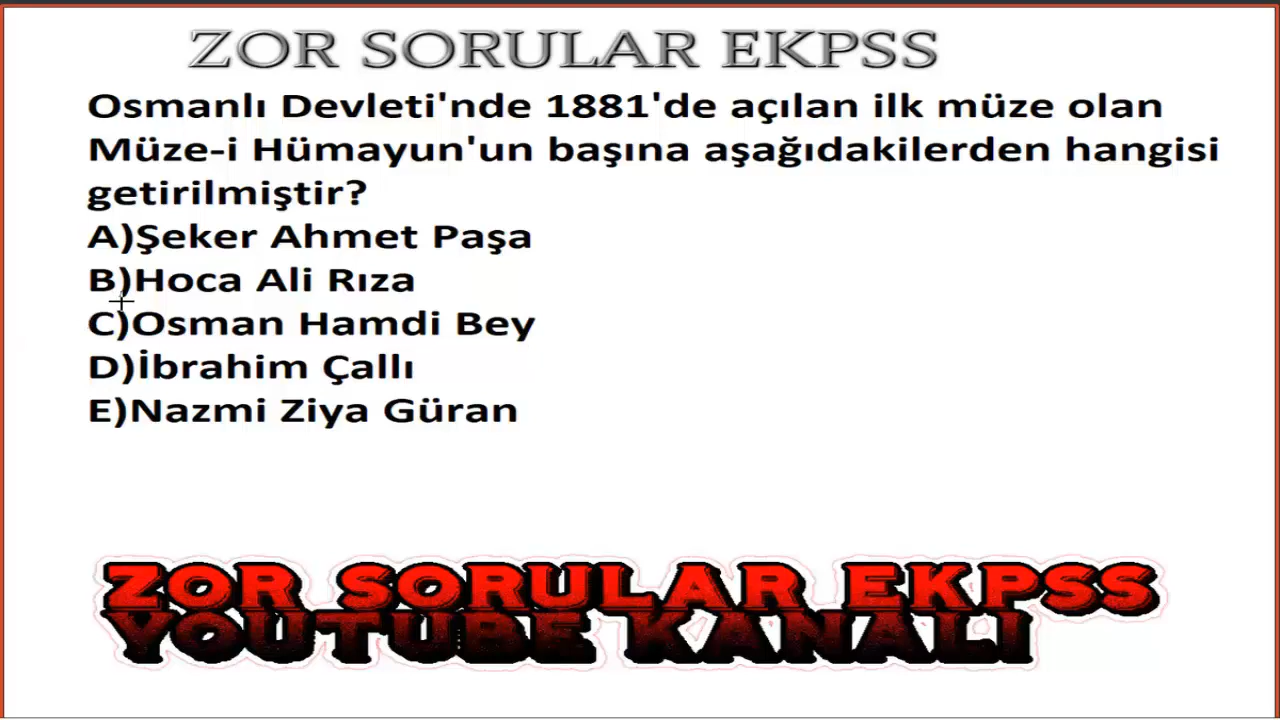 ZOR SORULAR EKPSS
Osmanlı Devleti'nde 1881'de açılan ilk müze olan
Müze-i Hümayun'un başına aşağıdakilerden hangisi
getirilmiştir?
A)Şeker Ahmet Paşa
B)Hoca Ali Rıza
C)Osman Hamdi Bey
D)İbrahim Çallı
E)Nazmi Ziya Güran
ZOR SORULAR EKPSS
YOUTUBE KANALI